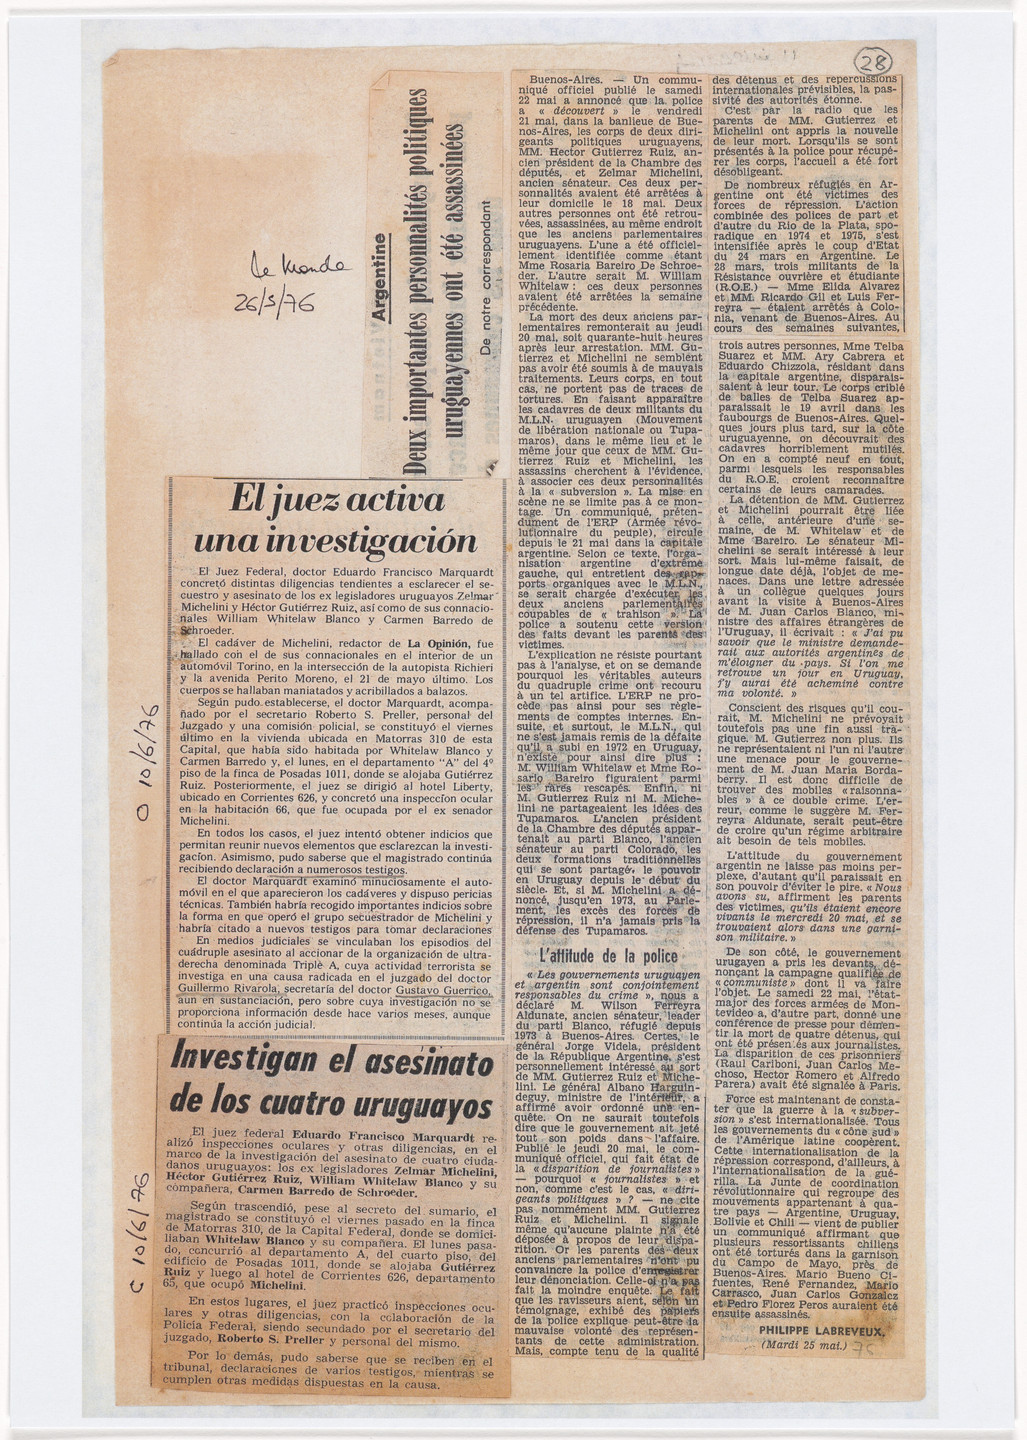 28
Le Monde
26/5/76
Argentine
Deux importantes personnalités politiques
uruguayennes ont été assassinées
De notre correspondant
Buenos-Aires. — Un commu-
niqué officiel publié le samedi
22 mai a annoncé que la police
a « découvert » le vendredi
21 mai, dans la banlieue de Bue-
nos-Aires, les corps de deux diri-
geants politiques uruguayens,
MM. Hector Gutierrez Ruiz, an-
cien président de la Chambre des
députés, et Zelmar Michelini,
ancien sénateur. Ces deux per-
sonnalités avaient été arrêtées à
leur domicile le 18 mai. Deux
autres personnes ont été retrou-
vées, assassinées, au même endroit
que les anciens parlementaires
uruguayens. L'une a été officiel-
lement identifiée comme étant
Mme Rosaria Bareiro De Schroe-
der. L'autre serait M. William
Whitelaw : ces deux personnes
avaient été arrêtées la semaine
précédente.
La mort des deux anciens par-
lementaires remonterait au jeudi
20 mai, soit quarante-huit heures
après leur arrestation. MM. Gu-
tierrez et Michelini ne semblent
pas avoir été soumis à de mauvais
traitements. Leurs corps, en tout
cas, ne portent pas de traces de
tortures. En faisant apparaître
les cadavres de deux militants du
M.L.N. uruguayen (Mouvement
de libération nationale ou Tupa-
maros), dans le même lieu et le
même jour que ceux de MM. Gu-
tierrez Ruiz et Michelini, les
assassins cherchent à l'évidence,
à associer ces deux personnalités
à la « subversion ». La mise en
scène ne se limite pas à ce mon-
tage. Un communiqué, préten-
dument de l'ERP (Armée révo-
lutionnaire du peuple), circule
depuis le 21 mai dans la capitale
argentine. Selon ce texte, l'orga-
nisation argentine d'extrême
gauche, qui entretient des rap-
ports organiques avec le M.L.N.,
se serait chargée d'exécuter les
deux anciens parlementaires
coupables de « trahison ». La
police a soutenu cette version
des faits devant les parents des
victimes.
L'explication ne résiste pourtant
pas à l'analyse, et on se demande
pourquoi les véritables auteurs
du quadruple crime ont recouru
à un tel artifice. L'ERP ne pro-
cède pas ainsi pour ses règle-
ments de comptes internes. En-
suite, et surtout, le M.L.N., qui
ne s'est jamais remis de la défaite
qu'il a subi en 1972 en Uruguay,
n'existe pour ainsi dire plus :
M. William Whitelaw et Mme Ro-
sario Bareiro figuraient parmi
les rares rescapés. Enfin, ni
M. Gutierrez Ruiz ni M. Miche-
lini ne partageaient les idées des
Tupamaros. L'ancien président
de la Chambre des députés appar-
tenait au parti Blanco, l'ancien
sénateur au parti Colorado, les
deux formations traditionnelles
qui se sont partagé le pouvoir
en Uruguay depuis le début du
siècle. Et, si M. Michelini a dé-
noncé, jusqu'en 1973, au Parle-
ment, les excès des forces de
répression, il n'a jamais pris la
défense des Tupamaros.
L'attitude de la police
« Les gouvernements uruguayen
et argentin sont conjointement
responsables du crime », nous a
déclaré M. Wilson Ferreyra
Aldunate, ancien sénateur, leader
du parti Blanco, réfugié depuis
1973 à Buenos-Aires. Certes, le
général Jorge Videla, président
de la République Argentine, s'est
personnellement intéressé au sort
de MM. Gutierrez Ruiz et Miche-
lini. Le général Albano Harguin-
deguy, ministre de l'intérieur, a
affirmé avoir ordonné une en-
quête. On ne saurait toutefois
dire que le gouvernement ait jeté
tout son poids dans l'affaire.
Publié le jeudi 20 mai, le com-
muniqué officiel, qui fait état de
la « disparition de journalistes »
— pourquoi « journalistes » et
non, comme c'est le cas, « diri-
geants politiques » ? — ne cite
pas nommément MM. Gutierrez
Ruiz et Michelini. Il signale
même qu'aucune plainte n'a été
déposée à propos de leur dispa-
rition. Or les parents des deux
anciens parlementaires n'ont pu
convaincre la police d'enregistrer
leur dénonciation. Celle-ci n'a pas
fait la moindre enquête. Le fait
que les ravisseurs aient, selon un
témoignage, exhibé des papiers
de la police explique peut-être la
mauvaise volonté des représen-
tants de cette administration.
Mais, compte tenu de la qualité
des détenus et des repercussions
internationales prévisibles, la pas-
sivité des autorités étonne.
C'est par la radio que les
parents de MM. Gutierrez et
Michelini ont appris la nouvelle
de leur mort. Lorsqu'ils se sont
présentés à la police pour récupé-
rer les corps, l'accueil a été fort
désobligeant.
De nombreux réfugiés en Ar-
gentine ont été victimes des
forces de répression. L'action
combinée des polices de part et
d'autre du Rio de la Plata, spo-
radique en 1974 et 1975, s'est
intensifiée après le coup d'Etat
du 24 mars en Argentine. Le
28 mars, trois militants de la
Résistance ouvrière et étudiante
(R.O.E.) — Mme Elida Alvarez
et MM. Ricardo Gil et Luis Fer-
reyra — étaient arrêtés à Colo-
nia, venant de Buenos-Aires. Au
cours des semaines suivantes,
trois autres personnes, Mme Telba
Suarez et MM. Ary Cabrera et
Eduardo Chizzola, résidant dans
la capitale argentine, disparais-
saient à leur tour. Le corps criblé
de balles de Telba Suarez appa-
raissait le 19 avril dans les
faubourgs de Buenos-Aires. Quel-
ques jours plus tard, sur la côte
uruguayenne, on découvrait des
cadavres horriblement mutilés.
On en a compté neuf en tout,
parmi lesquels les responsables
du R.O.E. croient reconnaître
certains de leurs camarades.
La détention de MM. Gutierrez
et Michelini pourrait être liée
à celle, antérieure d'une se-
maine, de M. Whitelaw et de
Mme Bareiro. Le sénateur Mi-
chelini se serait intéressé à leur
sort. Mais lui-même faisait, de
longue date déjà, l'objet de me-
naces. Dans une lettre adressée
à un collègue quelques jours
avant la visite à Buenos-Aires
de M. Juan Carlos Blanco, mi-
nistre des affaires étrangères de
l'Uruguay, il écrivait : « J'ai pu
savoir que le ministre demande-
rait aux autorités argentines de
m'éloigner du pays. Si l'on me
retrouve un jour en Uruguay,
j'y aurai été acheminé contre
ma volonté. »
Conscient des risques qu'il cou-
rait, M. Michelini ne prévoyait
toutefois pas une fin aussi tra-
gique. M. Gutierrez non plus. Ils
ne représentaient ni l'un ni l'autre
une menace pour le gouverne-
ment de M. Juan Maria Borda-
berry. Il est donc difficile de
trouver des mobiles « raisonna-
bles » à ce double crime. L'er-
reur, comme le suggère M. Fer-
reyra Aldunate, serait peut-être
de croire qu'un régime arbitraire
ait besoin de tels mobiles.
L'attitude du gouvernement
argentin ne laisse pas moins per-
plexe, d'autant qu'il paraissait en
son pouvoir d'éviter le pire. « Nous
avons su, affirment les parents
des victimes, qu'ils étaient encore
vivants le mercredi 20 mai, et se
trouvaient alors dans une garni-
son militaire. »
De son côté, le gouvernement
uruguayen a pris les devants, dé-
nonçant la campagne qualifiée de
« communiste » dont il va faire
l'objet. Le samedi 22 mai, l'état-
major des forces armées de Mon-
tevideo a, d'autre part, donné une
conférence de presse pour démen-
tir la mort de quatre détenus, qui
ont été présentés aux journalistes.
La disparition de ces prisonniers
(Raul Cariboni, Juan Carlos Me-
choso, Hector Romero et Alfredo
Parera) avait été signalée à Paris.
Force est maintenant de consta-
ter que la guerre à la « subver-
sion » s'est internationalisée. Tous
les gouvernements du « cône sud »
de l'Amérique latine coopèrent.
Cette internationalisation de la
répression correspond, d'ailleurs, à
l'internationalisation de la gué-
rilla. La Junte de coordination
révolutionnaire qui regroupe des
mouvements appartenant à qua-
tre pays — Argentine, Uruguay,
Bolivie et Chili — vient de publier
un communiqué affirmant que
plusieurs ressortissants chiliens
ont été torturés dans la garnison
du Campo de Mayo, près de
Buenos-Aires. Mario Bueno Ci-
fuentes, René Fernandez, Mario
Carrasco, Juan Carlos Gonzalez
et Pedro Florez Peros auraient été
ensuite assassinés.
PHILIPPE LABREVEUX.
(Mardi 25 mai.)
El juez activa
una investigación
El Juez Federal, doctor Eduardo Francisco Marquardt
concretó distintas diligencias tendientes a esclarecer el se-
cuestro y asesinato de los ex legisladores uruguayos Zelmar
Michelini y Héctor Gutiérrez Ruiz, así como de sus connacio-
nales William Whitelaw Blanco y Carmen Barredo de
Schroeder.
El cadáver de Michelini, redactor de La Opinión, fue
hallado con el de sus connacionales en el interior de un
automóvil Torino, en la intersección de la autopista Richieri
y la avenida Perito Moreno, el 21 de mayo último. Los
cuerpos se hallaban maniatados y acribillados a balazos.
Según pudo establecerse, el doctor Marquardt, acompa-
ñado por el secretario Roberto S. Preller, personal del
Juzgado y una comisión policial, se constituyó el viernes
último en la vivienda ubicada en Matorras 310 de esta
Capital, que había sido habitada por Whitelaw Blanco y
Carmen Barredo y, el lunes, en el departamento "A" del 4º
piso de la finca de Posadas 1011, donde se alojaba Gutiérrez
Ruiz. Posteriormente, el juez se dirigió al hotel Liberty,
ubicado en Corrientes 626, y concretó una inspección ocular
en la habitación 66, que fue ocupada por el ex senador
Michelini.
En todos los casos, el juez intentó obtener indicios que
permitan reunir nuevos elementos que esclarezcan la investi-
gación. Asimismo, pudo saberse que el magistrado continúa
recibiendo declaración a numerosos testigos.
El doctor Marquardt examinó minuciosamente el auto-
móvil en el que aparecieron los cadáveres y dispuso pericias
técnicas. También habría recogido importantes indicios sobre
la forma en que operó el grupo secuestrador de Michelini y
habría citado a nuevos testigos para tomar declaraciones
En medios judiciales se vinculaban los episodios del
cuádruple asesinato al accionar de la organización de ultra-
derecha denominada Triple A, cuya actividad terrorista se
investiga en una causa radicada en el juzgado del doctor
Guillermo Rivarola, secretaría del doctor Gustavo Guerrico,
aún en sustanciación, pero sobre cuya investigación no se
proporciona información desde hace varios meses, aunque
continúa la acción judicial.
O 10/6/76
Investigan el asesinato
de los cuatro uruguayos
El juez federal Eduardo Francisco Marquardt re-
alizó inspecciones oculares y otras diligencias, en el
marco de la investigación del asesinato de cuatro ciuda-
danos uruguayos: los ex legisladores Zelmar Michelini,
Héctor Gutiérrez Ruiz, William Whitelaw Blanco y su
compañera, Carmen Barredo de Schroeder.
Según trascendió, pese al secreto del sumario, el
magistrado se constituyó el viernes pasado en la finca
de Matorras 310, de la Capital Federal, donde se domici-
liaban Whitelaw Blanco y su compañera. El lunes pasa-
do, concurrió al departamento A, del cuarto piso, del
edificio de Posadas 1011, donde se alojaba Gutiérrez
Ruiz y luego al hotel de Corrientes 626, departamento
65, que ocupó Michelini.
En estos lugares, el juez practicó inspecciones ocu-
lares y otras diligencias, con la colaboración de la
Policía Federal, siendo secundado por el secretario del
juzgado, Roberto S. Preller y personal del mismo.
Por lo demás, pudo saberse que se reciben en el
tribunal, declaraciones de varios testigos, mientras se
cumplen otras medidas dispuestas en la causa.
C 10/6/76